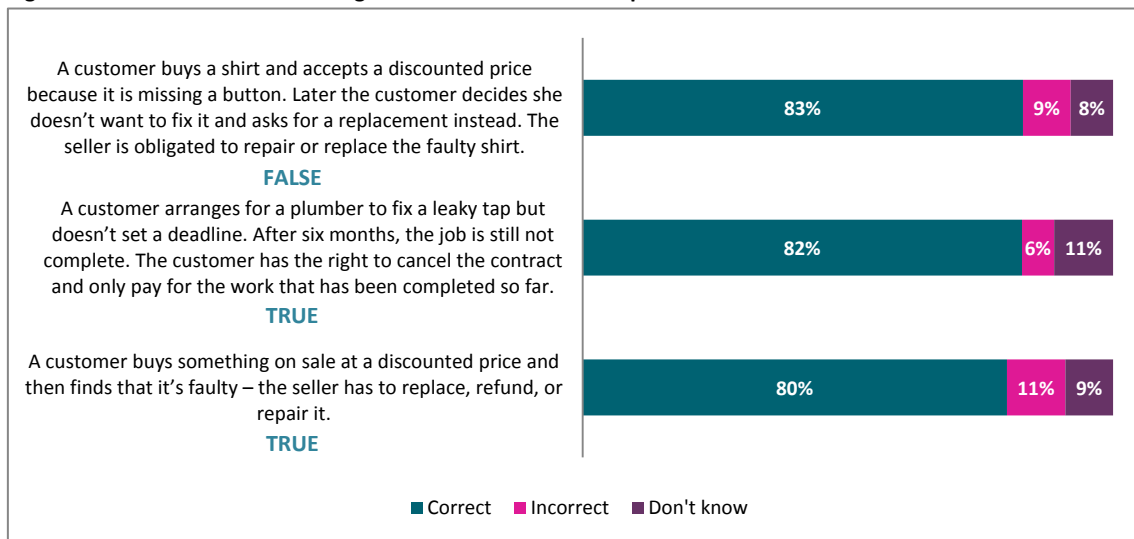 A customer buys a shirt and accepts a discounted price
because it is missing a button. Later the customer decides she
doesn’t want to fix it and asks for a replacement instead. The
seller is obligated to repair or replace the faulty shirt.
FALSE
83%
9%
8%
A customer arranges for a plumber to fix a leaky tap but
doesn’t set a deadline. After six months, the job is still not
complete. The customer has the right to cancel the contract
and only pay for the work that has been completed so far.
TRUE
82%
6%
11%
A customer buys something on sale at a discounted price and
then finds that it’s faulty – the seller has to replace, refund, or
repair it.
TRUE
80%
11%
9%
Correct
Incorrect
Don't know